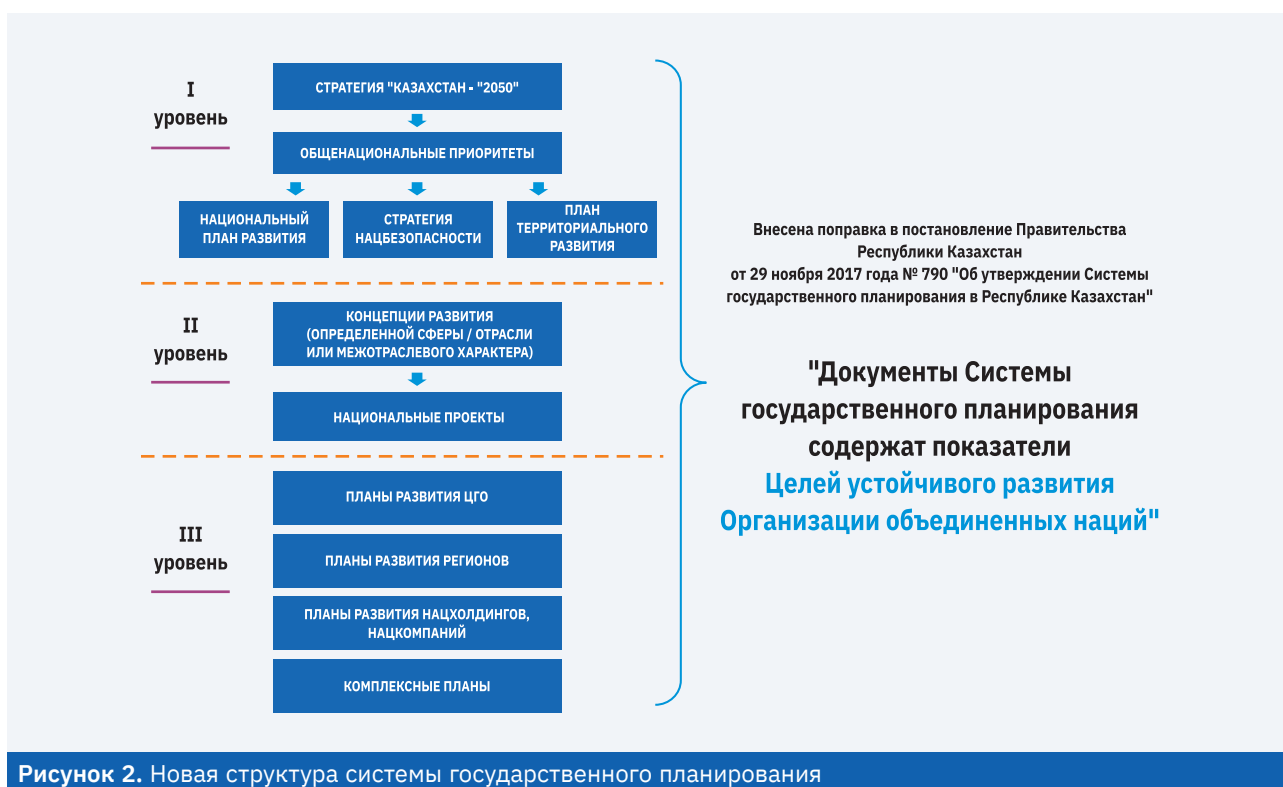 I
уровень
СТРАТЕГИЯ "КАЗАХСТАН - "2050"
ОБЩЕНАЦИОНАЛЬНЫЕ ПРИОРИТЕТЫ
НАЦИОНАЛЬНЫЙ
ПЛАН РАЗВИТИЯ
СТРАТЕГИЯ
НАЦБЕЗОПАСНОСТИ
ПЛАН
ТЕРРИТОРИАЛЬНОГО
РАЗВИТИЯ
II
уровень
КОНЦЕПЦИИ РАЗВИТИЯ
(ОПРЕДЕЛЕННОЙ СФЕРЫ / ОТРАСЛИ
ИЛИ МЕЖОТРАСЛЕВОГО ХАРАКТЕРА)
НАЦИОНАЛЬНЫЕ ПРОЕКТЫ
III
уровень
ПЛАНЫ РАЗВИТИЯ ЦГО
ПЛАНЫ РАЗВИТИЯ РЕГИОНОВ
ПЛАНЫ РАЗВИТИЯ НАЦХОЛДИНГОВ,
НАЦКОМПАНИЙ
КОМПЛЕКСНЫЕ ПЛАНЫ
Внесена поправка в постановление Правительства
Республики Казахстан
от 29 ноября 2017 года № 790 "Об утверждении Системы
государственного планирования в Республике Казахстан"
"Документы Системы
государственного планирования
содержат показатели
Целей устойчивого развития
Организации объединенных наций"
Рисунок 2. Новая структура системы государственного планирования